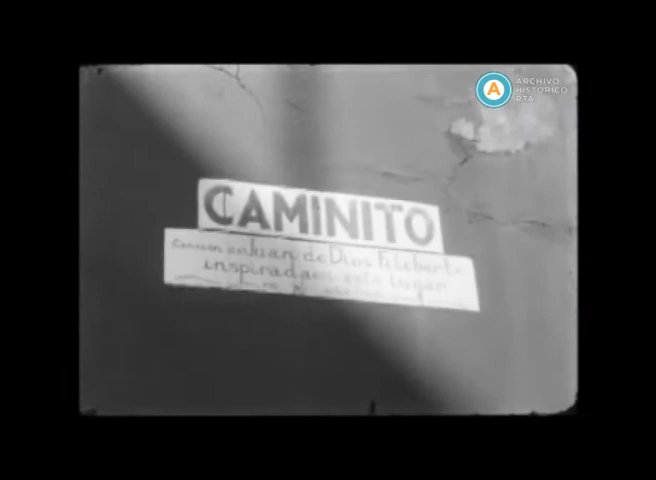 ARCHIVO
HISTÓRICO
RTA
CAMINITO
Canción de Juan de Dios Filiberto
inspirada en este lugar